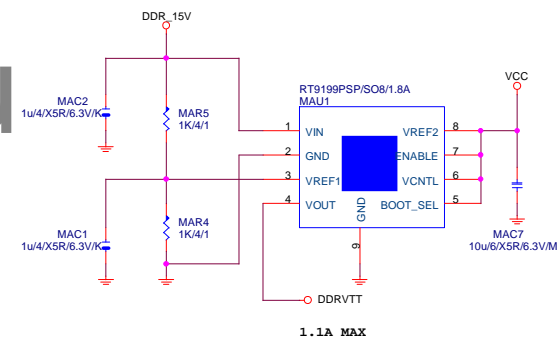 DDR_15V
VCC
RT9199PSP/SO8/1.8A
MAU1
MAC2
1u/4/X5R/6.3V/K
MAR5
1K/4/1
1 VIN VREF2 8
2 GND ENABLE 7
3 VREF1 VCNTL 6
4 VOUT BOOT_SEL 5
GND
9
MAC1
1u/4/X5R/6.3V/K
MAR4
1K/4/1
MAC7
10u/6/X5R/6.3V/M
DDRVTT
1.1A MAX